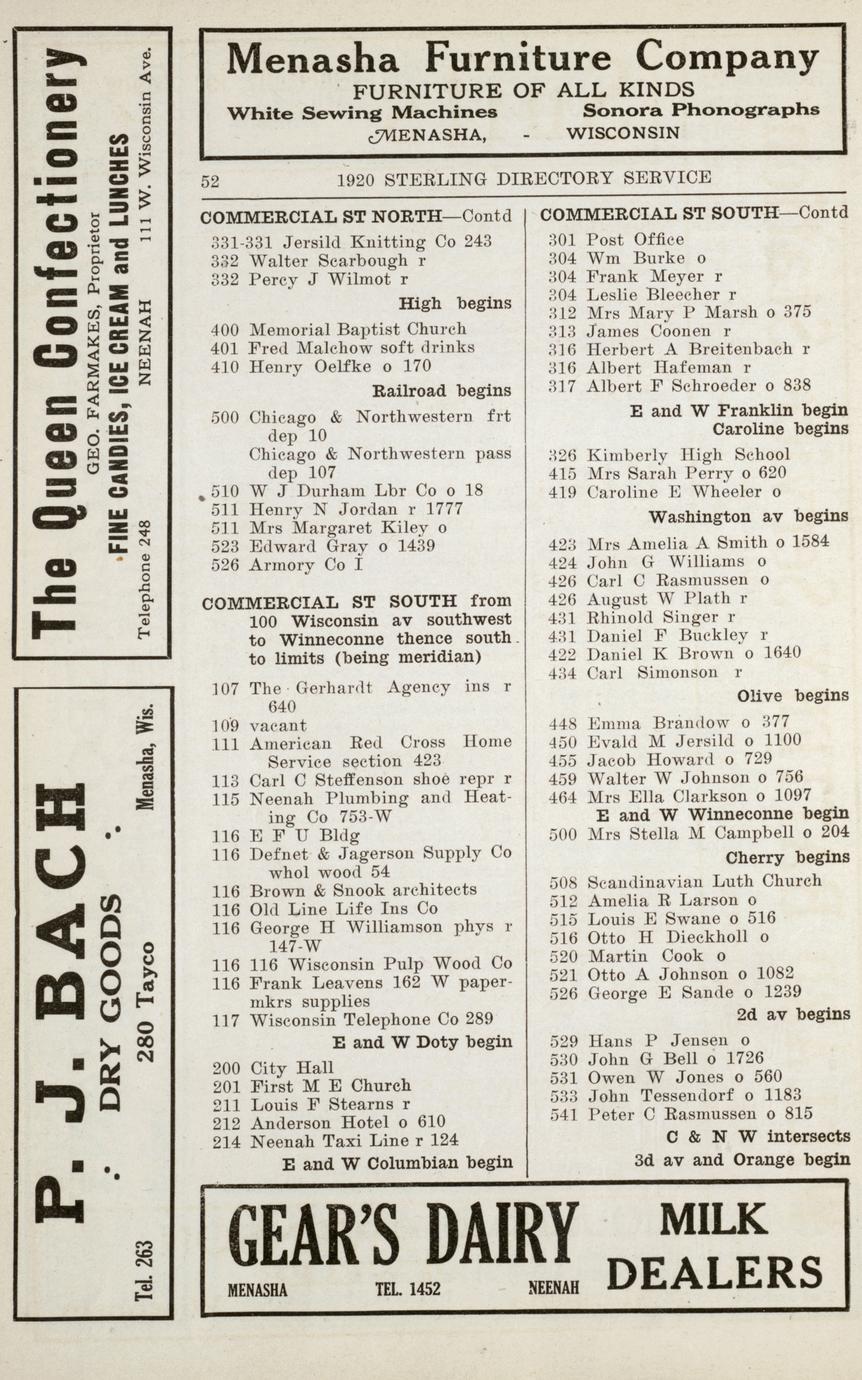 The Queen Confectionery
GEO. FARMAKES, Proprietor
FINE CANDIES, ICE CREAM and LUNCHES
Telephone 248 NEENAH 111 W. Wisconsin Ave.
P. J. BACH
∴ DRY GOODS ∴
Tel. 263 280 Tayco Menasha, Wis.
Menasha Furniture Company
FURNITURE OF ALL KINDS
White Sewing Machines Sonora Phonographs
MENASHA, - WISCONSIN
52 1920 STERLING DIRECTORY SERVICE
COMMERCIAL ST NORTH—Contd
331-331 Jersild Knitting Co 243
332 Walter Scarbough r
332 Percy J Wilmot r
High begins
400 Memorial Baptist Church
401 Fred Malchow soft drinks
410 Henry Oelfke o 170
Railroad begins
500 Chicago & Northwestern frt
dep 10
Chicago & Northwestern pass
dep 107
510 W J Durham Lbr Co o 18
511 Henry N Jordan r 1777
511 Mrs Margaret Kiley o
523 Edward Gray o 1439
526 Armory Co I
COMMERCIAL ST SOUTH from
100 Wisconsin av southwest
to Winneconne thence south
to limits (being meridian)
107 The Gerhardt Agency ins r
640
109 vacant
111 American Red Cross Home
Service section 423
113 Carl C Steffenson shoe repr r
115 Neenah Plumbing and Heat-
ing Co 753-W
116 E F U Bldg
116 Defnet & Jagerson Supply Co
whol wood 54
116 Brown & Snook architects
116 Old Line Life Ins Co
116 George H Williamson phys r
147-W
116 116 Wisconsin Pulp Wood Co
116 Frank Leavens 162 W paper-
mkrs supplies
117 Wisconsin Telephone Co 289
E and W Doty begin
200 City Hall
201 First M E Church
211 Louis F Stearns r
212 Anderson Hotel o 610
214 Neenah Taxi Line r 124
E and W Columbian begin
COMMERCIAL ST SOUTH—Contd
301 Post Office
304 Wm Burke o
304 Frank Meyer r
304 Leslie Bleecher r
312 Mrs Mary P Marsh o 375
313 James Coonen r
316 Herbert A Breitenbach r
316 Albert Hafeman r
317 Albert F Schroeder o 838
E and W Franklin begin
Caroline begins
326 Kimberly High School
415 Mrs Sarah Perry o 620
419 Caroline E Wheeler o
Washington av begins
423 Mrs Amelia A Smith o 1584
424 John G Williams o
426 Carl C Rasmussen o
426 August W Plath r
431 Rhinold Singer r
431 Daniel F Buckley r
422 Daniel K Brown o 1640
434 Carl Simonson r
Olive begins
448 Emma Brandow o 377
450 Evald M Jersild o 1100
455 Jacob Howard o 729
459 Walter W Johnson o 756
464 Mrs Ella Clarkson o 1097
E and W Winneconne begin
500 Mrs Stella M Campbell o 204
Cherry begins
508 Scandinavian Luth Church
512 Amelia R Larson o
515 Louis E Swane o 516
516 Otto H Dieckholl o
520 Martin Cook o
521 Otto A Johnson o 1082
526 George E Sande o 1239
2d av begins
529 Hans P Jensen o
530 John G Bell o 1726
531 Owen W Jones o 560
533 John Tessendorf o 1183
541 Peter C Rasmussen o 815
C & N W intersects
3d av and Orange begin
GEAR'S DAIRY MILK
DEALERS
MENASHA TEL. 1452 NEENAH